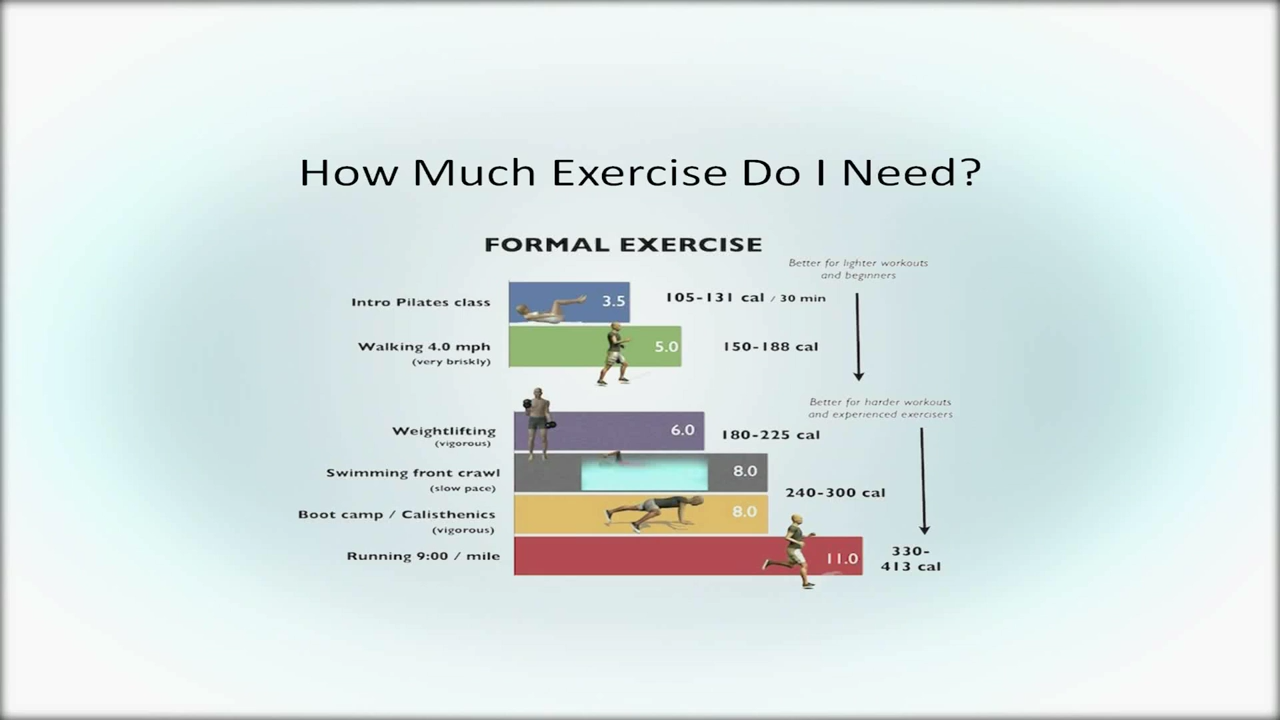 How Much Exercise Do I Need?
FORMAL EXERCISE
Better for lighter workouts
and beginners
Intro Pilates class 3.5 105-131 cal / 30 min
Walking 4.0 mph 5.0 150-188 cal
(very briskly)
Better for harder workouts
and experienced exercisers
Weightlifting 6.0 180-225 cal
(vigorous)
Swimming front crawl 8.0
(slow pace)
240-300 cal
Boot camp / Calisthenics 8.0
(vigorous)
Running 9:00 / mile 11.0 330-
413 cal